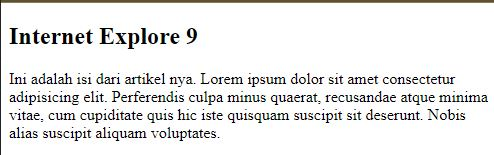 Internet Explore 9
Ini adalah isi dari artikel nya. Lorem ipsum dolor sit amet consectetur
adipisicing elit. Perferendis culpa minus quaerat, recusandae atque minima
vitae, cum cupiditate quis hic iste quisquam suscipit sit deserunt. Nobis
alias suscipit aliquam voluptates.